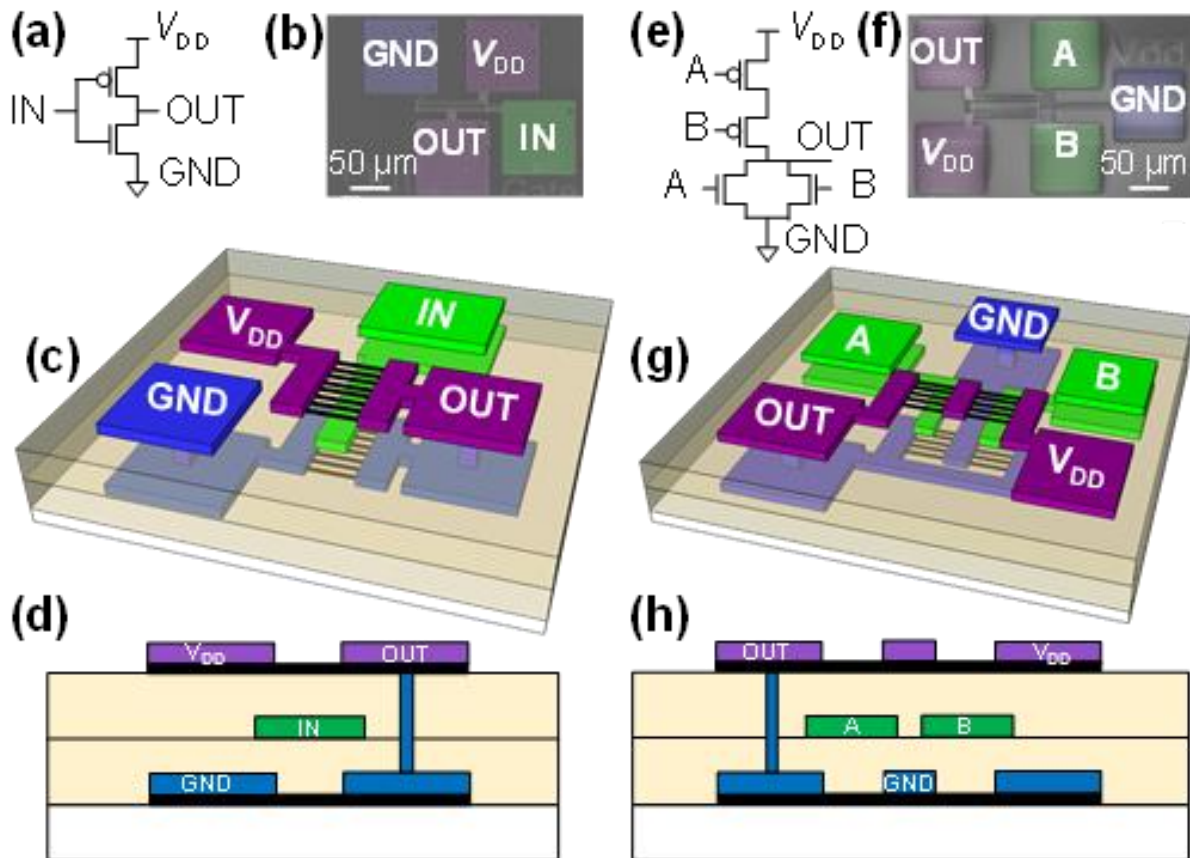 (a)
V_DD
IN
OUT
GND
(b)
GND
V_DD
OUT
IN
50 µm
(e)
V_DD
A
B
OUT
A
B
GND
(f)
OUT
A
Vdd
GND
V_DD
B
50 µm
(c)
V_DD
IN
GND
OUT
(g)
A
GND
B
OUT
V_DD
(d)
V_DD
OUT
IN
GND
(h)
OUT
V_DD
A
B
GND